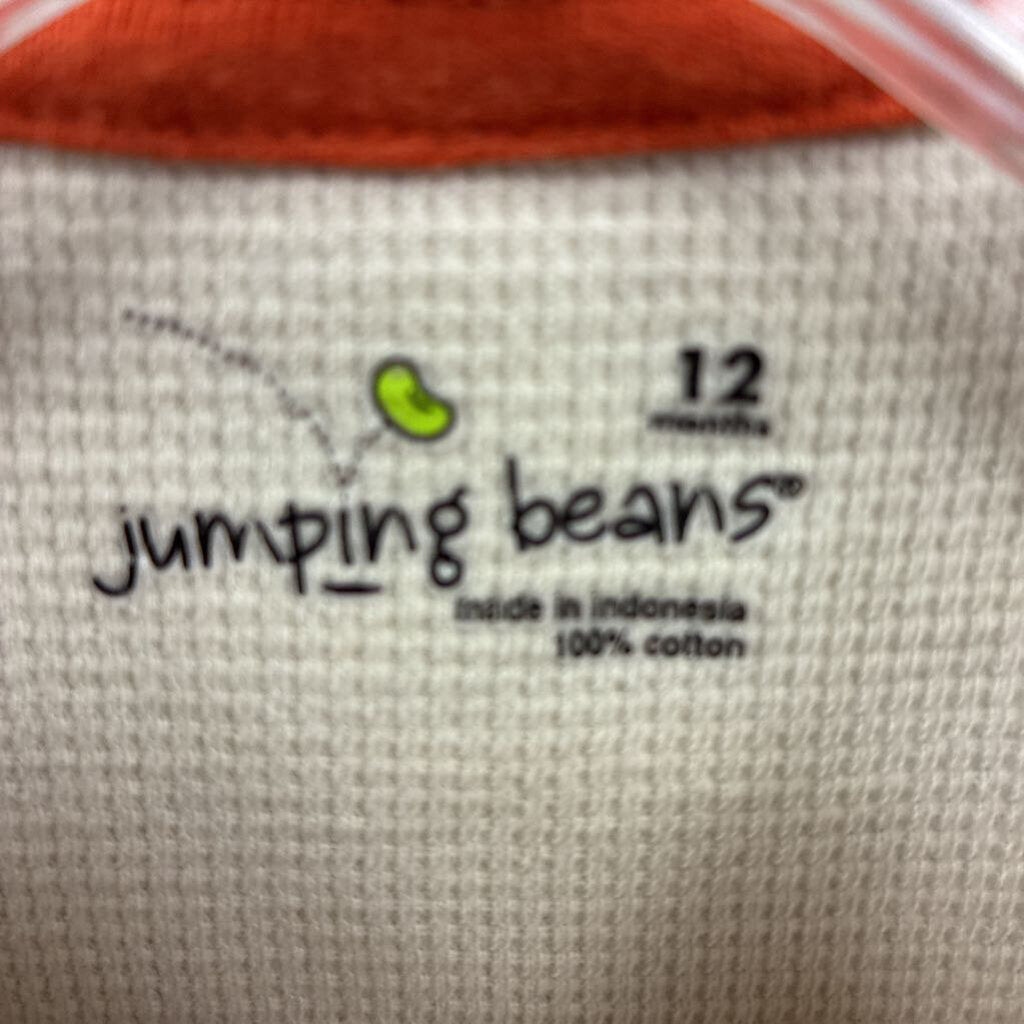 12
months
jumping beans®
made in indonesia
100% cotton